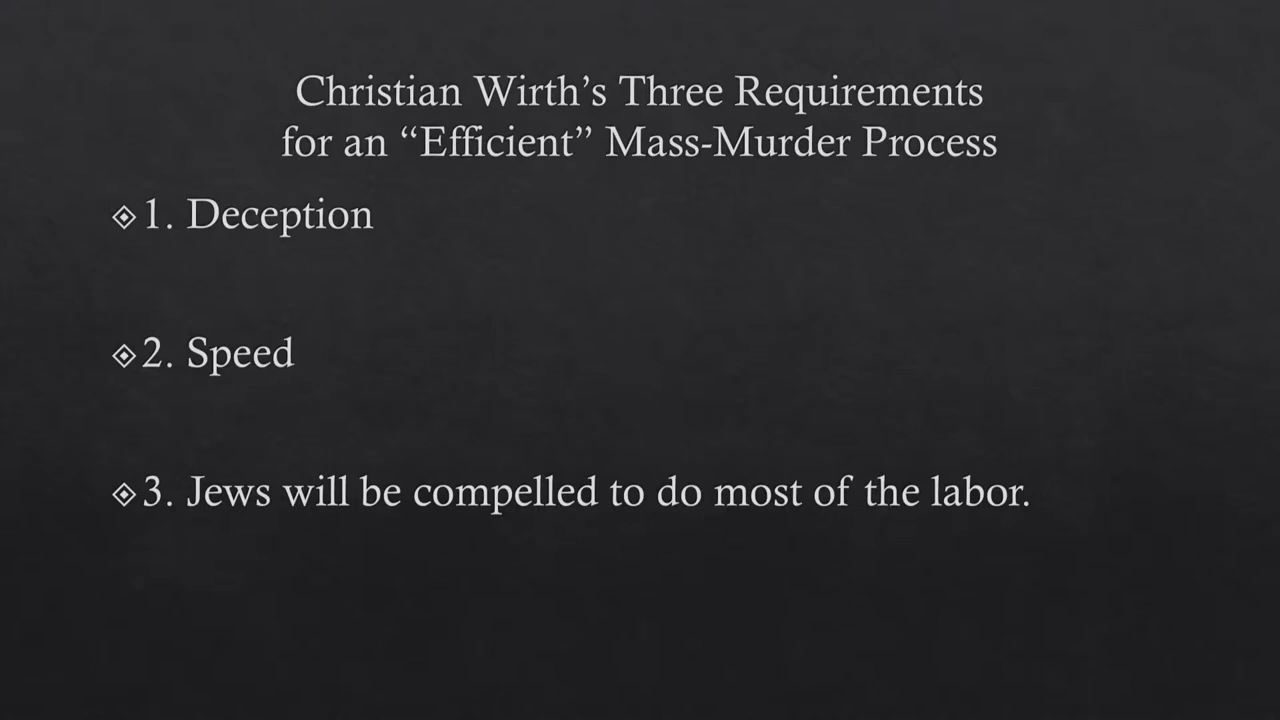 Christian Wirth’s Three Requirements
for an “Efficient” Mass-Murder Process
1. Deception
2. Speed
3. Jews will be compelled to do most of the labor.